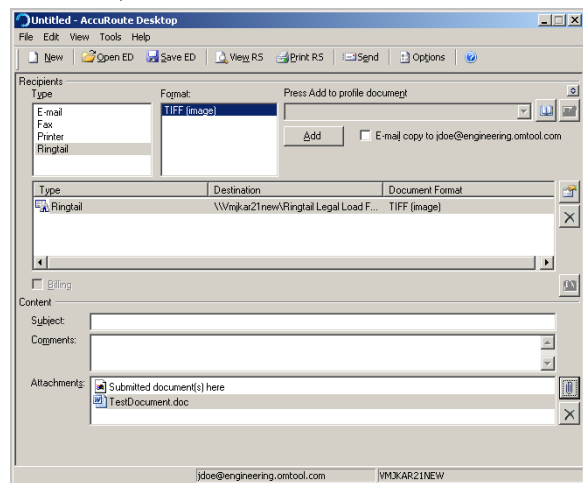 Untitled - AccuRoute Desktop
File Edit View Tools Help
New Open ED Save ED View RS Print RS Send Options
Recipients
Type Format: Press Add to profile document
E-mail TIFF (image)
Fax
Printer Add E-mail copy to jdoe@engineering.omtool.com
Ringtail
Type Destination Document Format
Ringtail \\Vmjkar21new\Ringtail Legal Load F... TIFF (image)
Billing
Content
Subject:
Comments:
Attachments: Submitted document(s) here
TestDocument.doc
jdoe@engineering.omtool.com VMJKAR21NEW